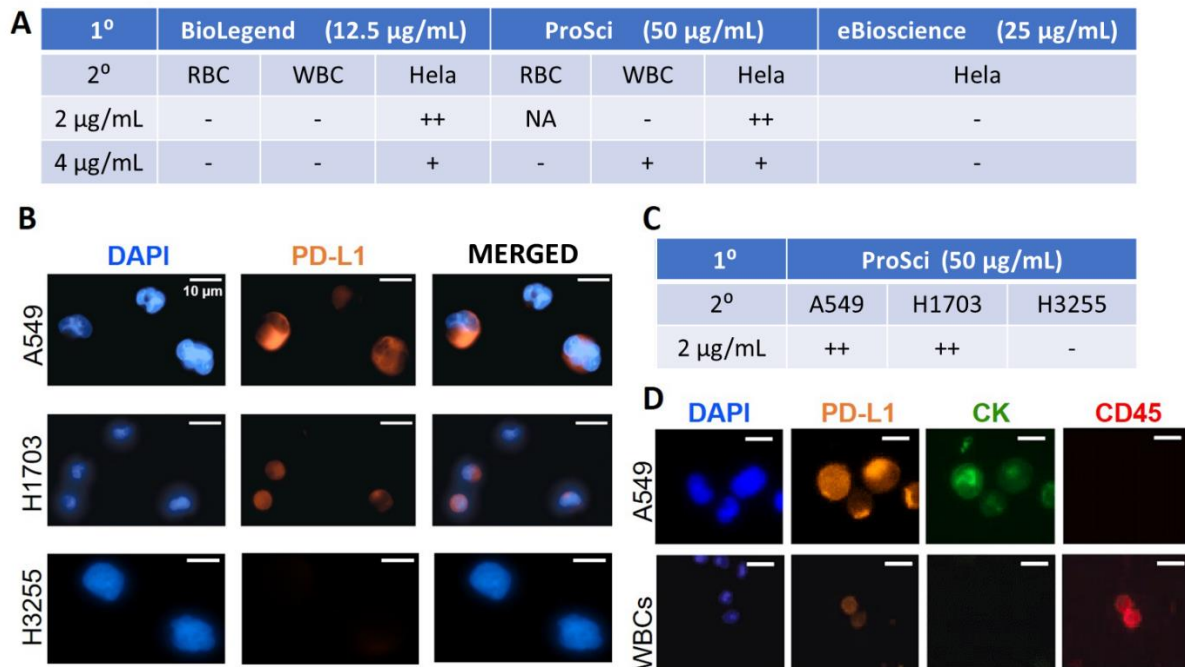 A
1º BioLegend (12.5 µg/mL) ProSci (50 µg/mL) eBioscience (25 µg/mL)
2º RBC WBC Hela RBC WBC Hela Hela
2 µg/mL - - ++ NA - ++ -
4 µg/mL - - + - + + -
B
DAPI PD-L1 MERGED
A549
10 µm
H1703
H3255
C
1º ProSci (50 µg/mL)
2º A549 H1703 H3255
2 µg/mL ++ ++ -
D
DAPI PD-L1 CK CD45
A549
WBCs